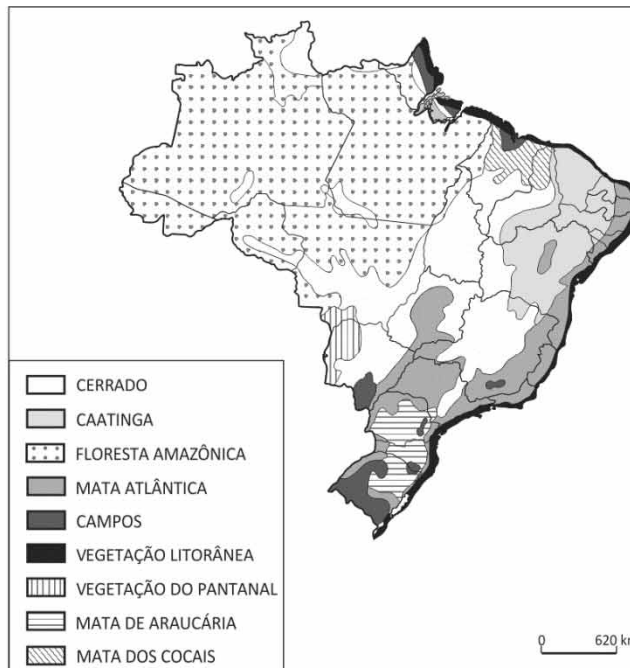 CERRADO
CAATINGA
FLORESTA AMAZÔNICA
MATA ATLÂNTICA
CAMPOS
VEGETAÇÃO LITORÂNEA
VEGETAÇÃO DO PANTANAL
MATA DE ARAUCÁRIA
MATA DOS COCAIS
0 620 km